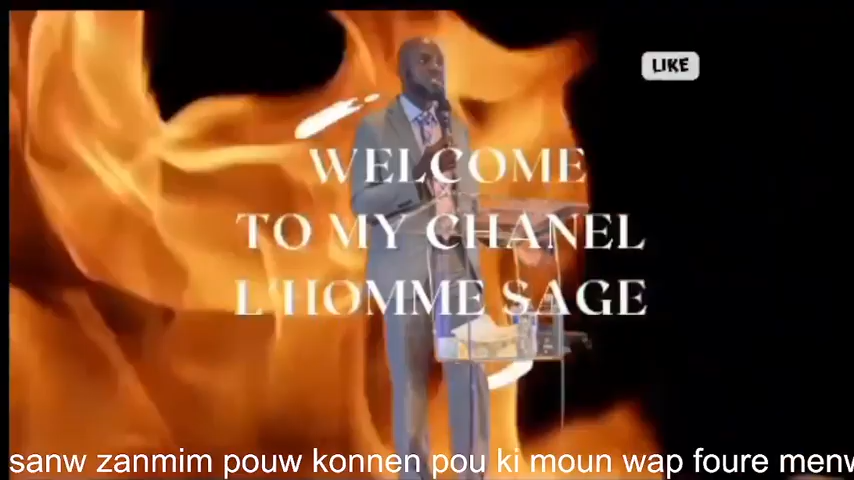 LIKE
WELCOME
TO MY CHANEL
L'HOMME SAGE
sanw zanmim pouw konnen pou ki moun wap foure menw